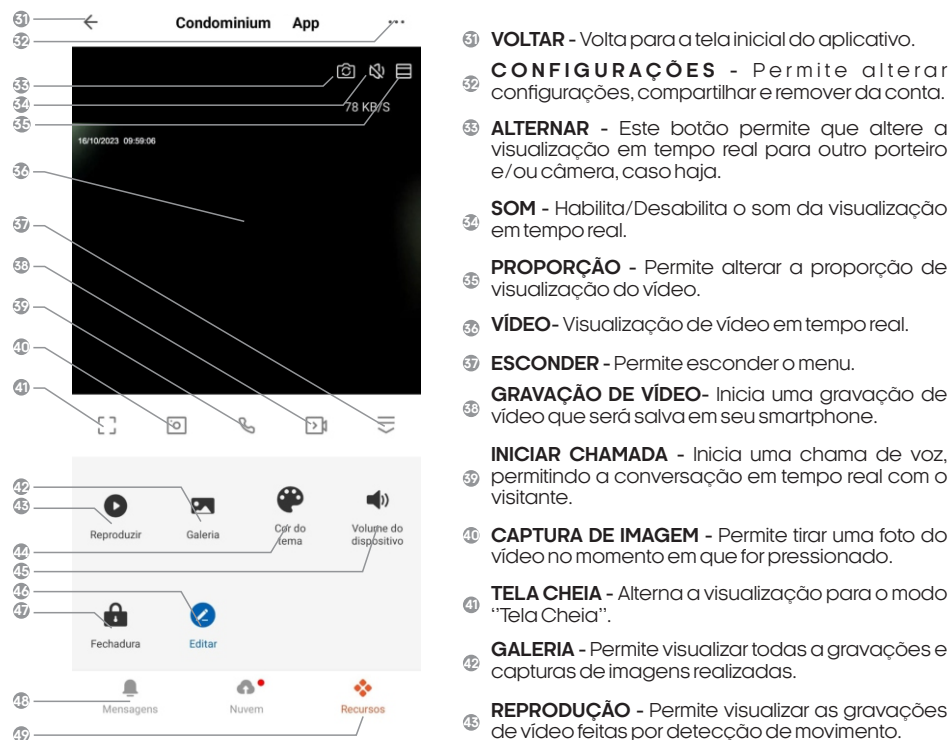 31
Condominium App
32
33
34
78 KB/S
35
16/10/2023 09:59:06
36
37
38
39
40
41
42
43
Reproduzir
Galeria
Cor do
tema
Volume do
dispositivo
44
45
46
47
Fechadura
Editar
48
Mensagens
Nuvem
Recursos
49
31 VOLTAR - Volta para a tela inicial do aplicativo.
32 CONFIGURAÇÕES - Permite alterar
configurações, compartilhar e remover da conta.
33 ALTERNAR - Este botão permite que altere a
visualização em tempo real para outro porteiro
e/ou câmera, caso haja.
34 SOM - Habilita/Desabilita o som da visualização
em tempo real.
35 PROPORÇÃO - Permite alterar a proporção de
visualização do vídeo.
36 VÍDEO- Visualização de vídeo em tempo real.
37 ESCONDER - Permite esconder o menu.
38 GRAVAÇÃO DE VÍDEO- Inicia uma gravação de
vídeo que será salva em seu smartphone.
39 INICIAR CHAMADA - Inicia uma chama de voz,
permitindo a conversação em tempo real com o
visitante.
40 CAPTURA DE IMAGEM - Permite tirar uma foto do
vídeo no momento em que for pressionado.
41 TELA CHEIA - Alterna a visualização para o modo
‘’Tela Cheia’’.
42 GALERIA - Permite visualizar todas a gravações e
capturas de imagens realizadas.
43 REPRODUÇÃO - Permite visualizar as gravações
de vídeo feitas por detecção de movimento.